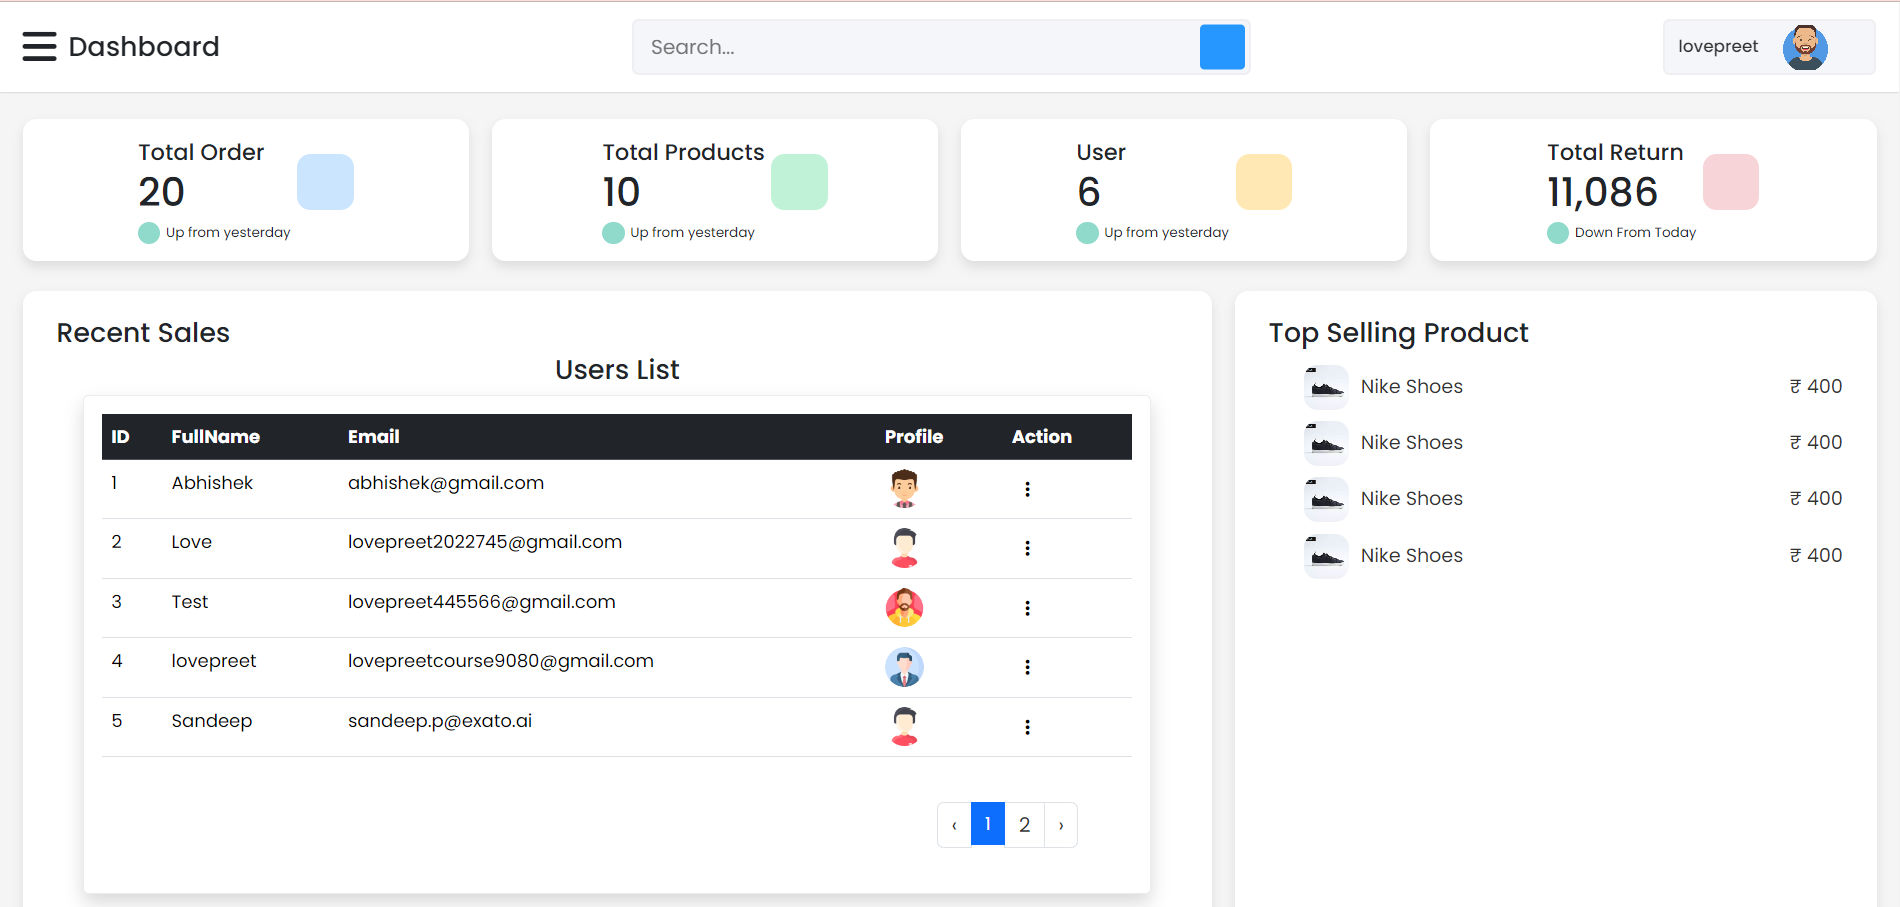 Dashboard
Search...
lovepreet
Total Order
20
Up from yesterday
Total Products
10
Up from yesterday
User
6
Up from yesterday
Total Return
11,086
Down From Today
Recent Sales
Users List
ID FullName Email Profile Action
1 Abhishek abhishek@gmail.com
2 Love lovepreet2022745@gmail.com
3 Test lovepreet445566@gmail.com
4 lovepreet lovepreetcourse9080@gmail.com
5 Sandeep sandeep.p@exato.ai
‹ 1 2 ›
Top Selling Product
Nike Shoes ₹ 400
Nike Shoes ₹ 400
Nike Shoes ₹ 400
Nike Shoes ₹ 400